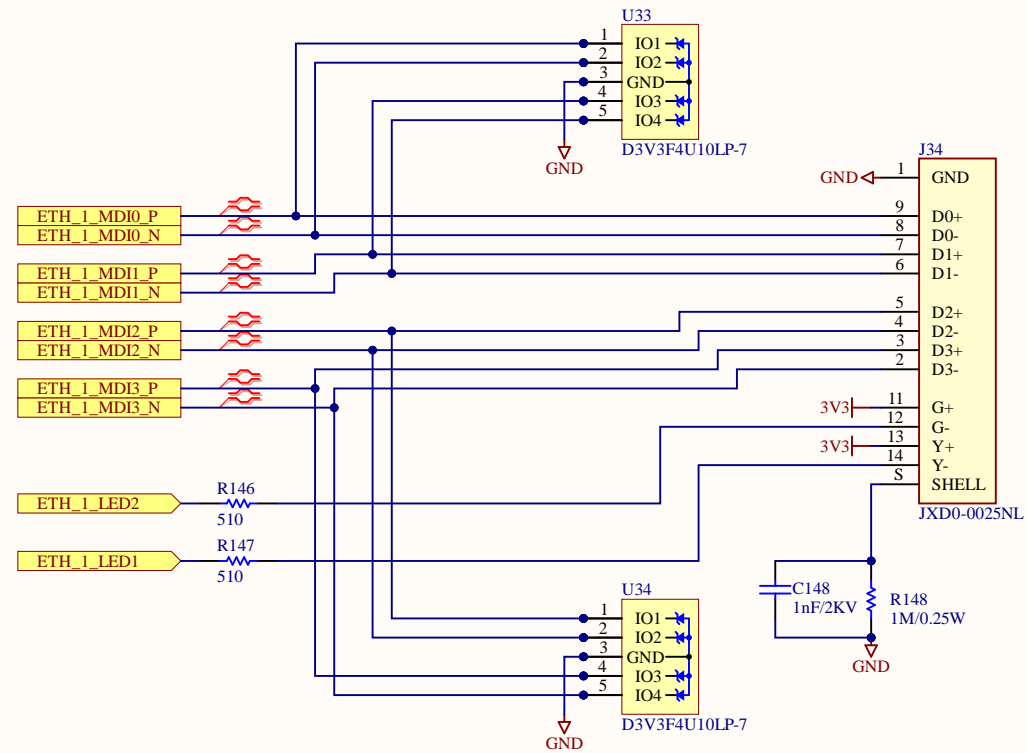 U33
1 IO1
2 IO2
3 GND
4 IO3
5 IO4
D3V3F4U10LP-7
GND
J34
GND 1 GND
ETH_1_MDI0_P 9 D0+
ETH_1_MDI0_N 8 D0-
7 D1+
ETH_1_MDI1_P 6 D1-
ETH_1_MDI1_N
5 D2+
ETH_1_MDI2_P 4 D2-
ETH_1_MDI2_N 3 D3+
2 D3-
ETH_1_MDI3_P
ETH_1_MDI3_N
3V3 11 G+
12 G-
3V3 13 Y+
14 Y-
S SHELL
JXD0-0025NL
R146
ETH_1_LED2
510
R147
ETH_1_LED1
510
C148
1nF/2KV
R148
1M/0.25W
GND
U34
1 IO1
2 IO2
3 GND
4 IO3
5 IO4
D3V3F4U10LP-7
GND